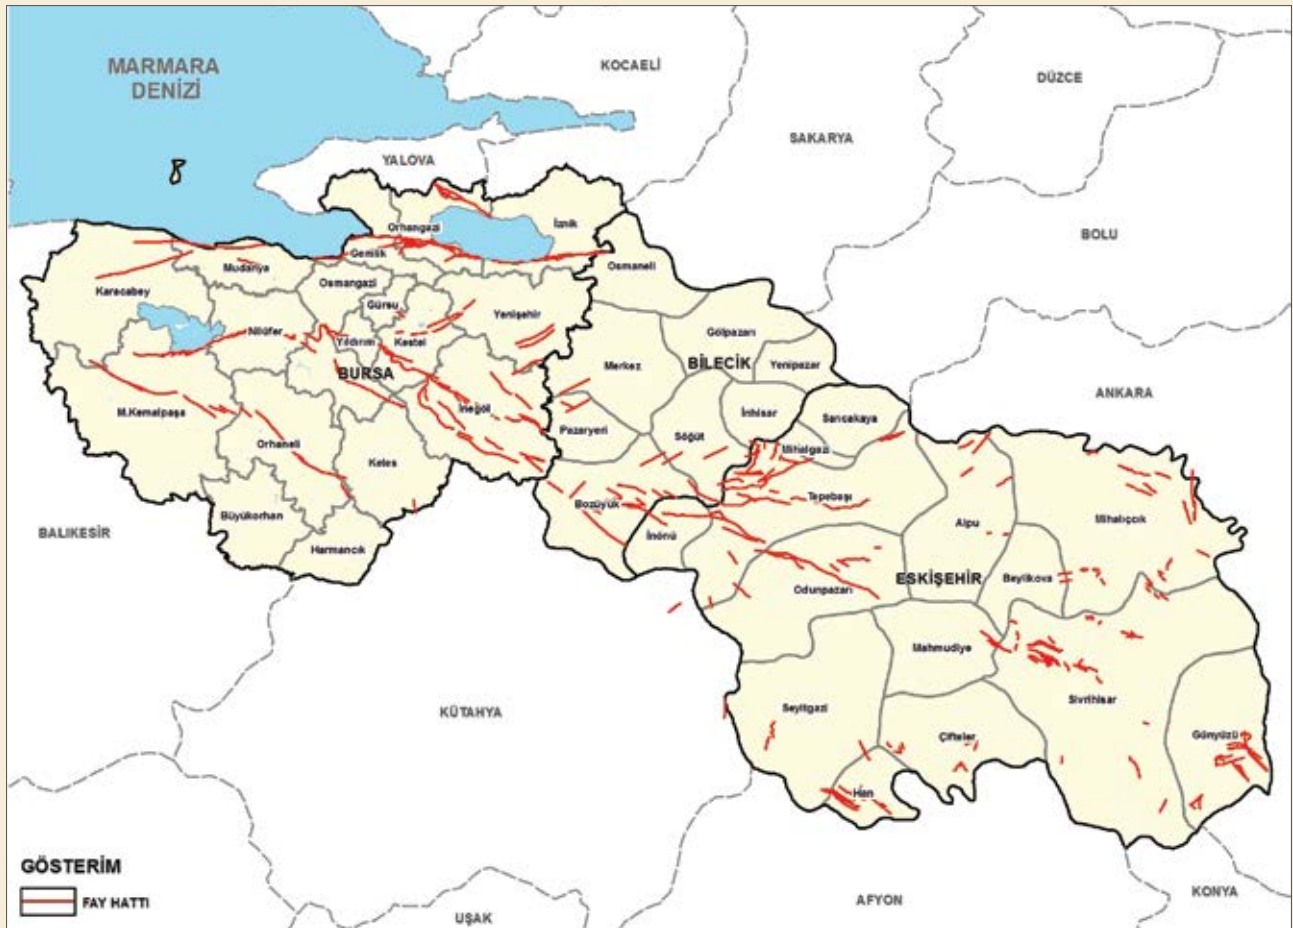 MARMARA
DENİZİ
KOCAELİ
DÜZCE
SAKARYA
YALOVA
BOLU
Orhangazi
İznik
Gemlik
Mudanya
Osmaneli
Karacabey
Osmangazi
Gürsu
Yenişehir
Nilüfer
Yıldırım
Kestel
Gölpazarı
BURSA
Merkez
BİLECİK
Yenipazar
ANKARA
M.Kemalpaşa
İnegöl
İnhisar
Sarıcakaya
Orhaneli
Pazaryeri
Söğüt
Mihalgazi
Keles
Tepebaşı
Bozüyük
Büyükorhan
Alpu
Mihalıççık
BALIKESİR
İnönü
Harmancık
ESKİŞEHİR
Beylikova
Odunpazarı
Mahmudiye
Sivrihisar
KÜTAHYA
Seyitgazi
Çifteler
Günyüzü
Han
GÖSTERİM
FAY HATTI
UŞAK
AFYON
KONYA